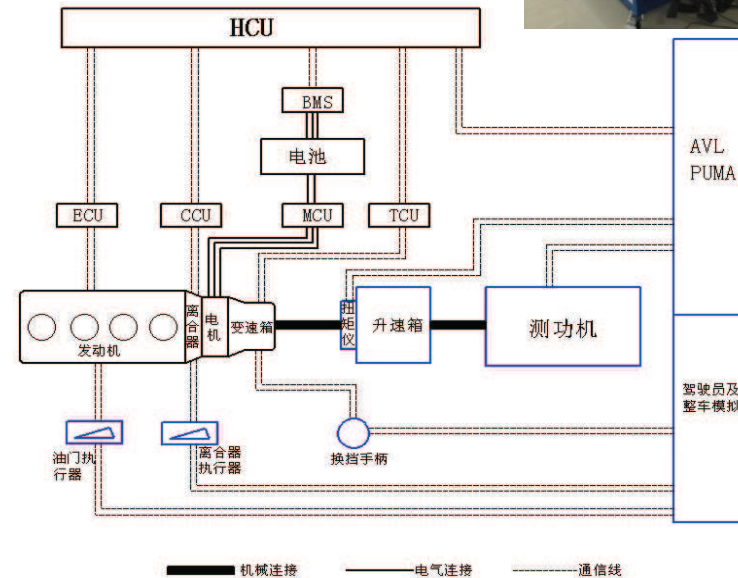 HCU
BMS
电池
AVL
PUMA
ECU
CCU
MCU
TCU
离合器
电机
变速箱
扭矩仪
升速箱
测功机
发动机
驾驶员及
整车模拟
油门执
行器
离合器
执行器
换挡手柄
机械连接
电气连接
通信线